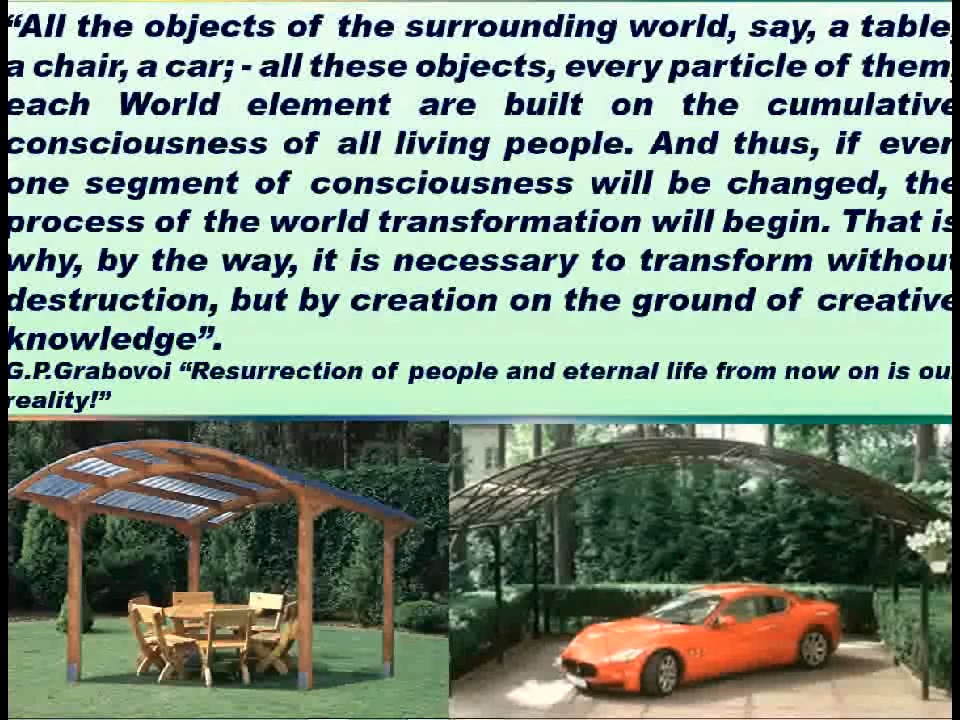 “All the objects of the surrounding world, say, a table,
a chair, a car; - all these objects, every particle of them,
each World element are built on the cumulative
consciousness of all living people. And thus, if even
one segment of consciousness will be changed, the
process of the world transformation will begin. That is
why, by the way, it is necessary to transform without
destruction, but by creation on the ground of creative
knowledge”.
G.P.Grabovoi “Resurrection of people and eternal life from now on is our
reality!”